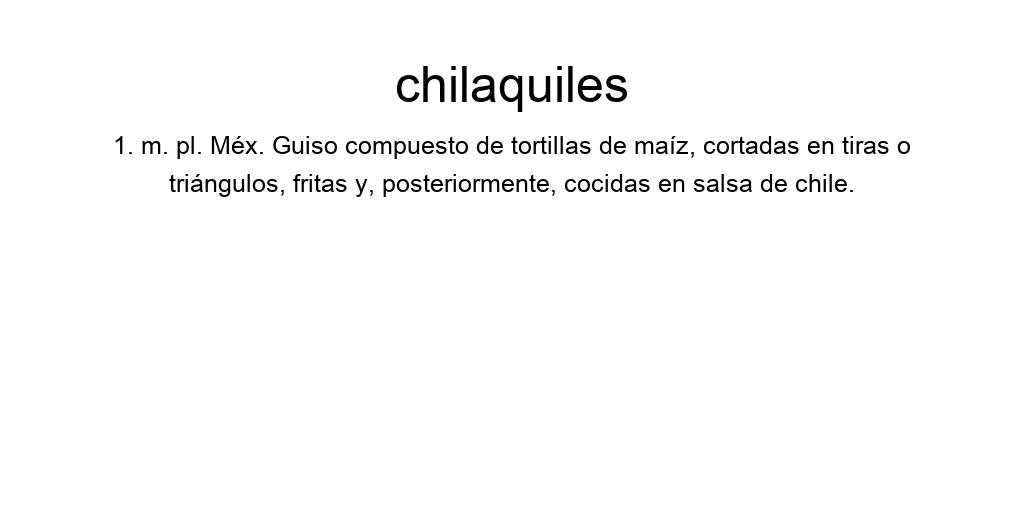 chilaquiles
1. m. pl. Méx. Guiso compuesto de tortillas de maíz, cortadas en tiras o
triángulos, fritas y, posteriormente, cocidas en salsa de chile.